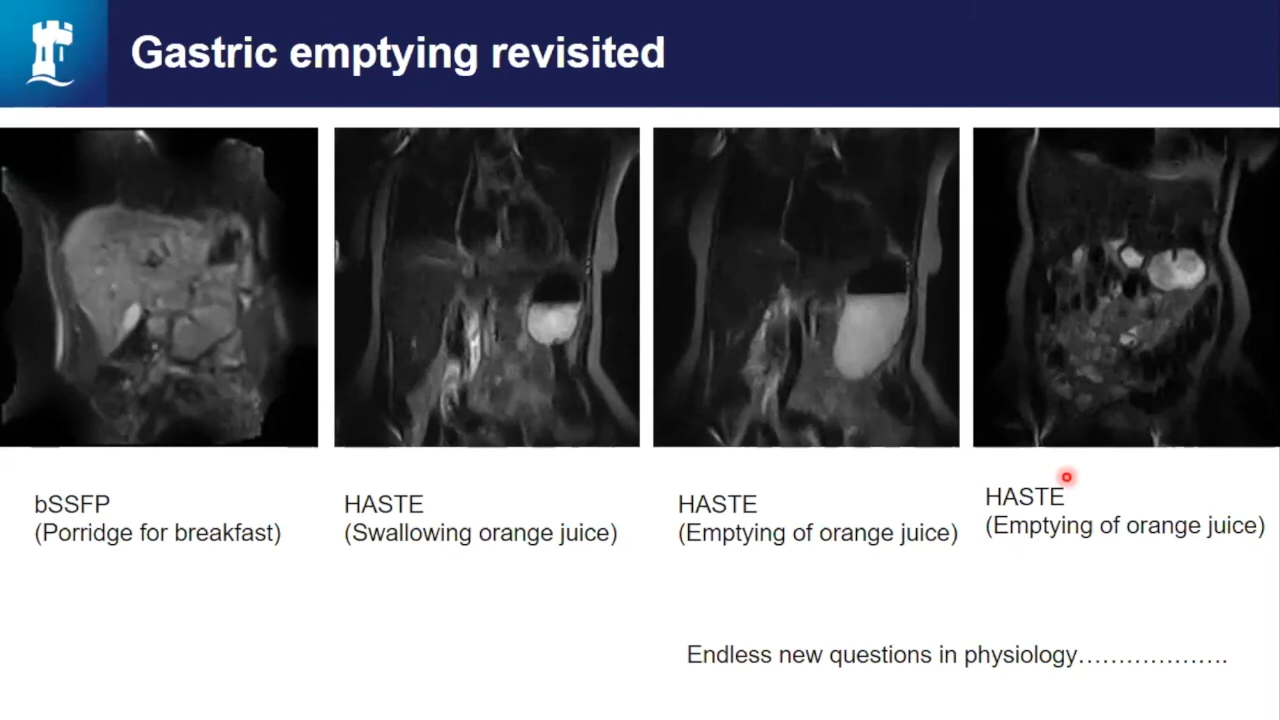 Gastric emptying revisited
bSSFP
(Porridge for breakfast)
HASTE
(Swallowing orange juice)
HASTE
(Emptying of orange juice)
HASTE
(Emptying of orange juice)
Endless new questions in physiology……………….